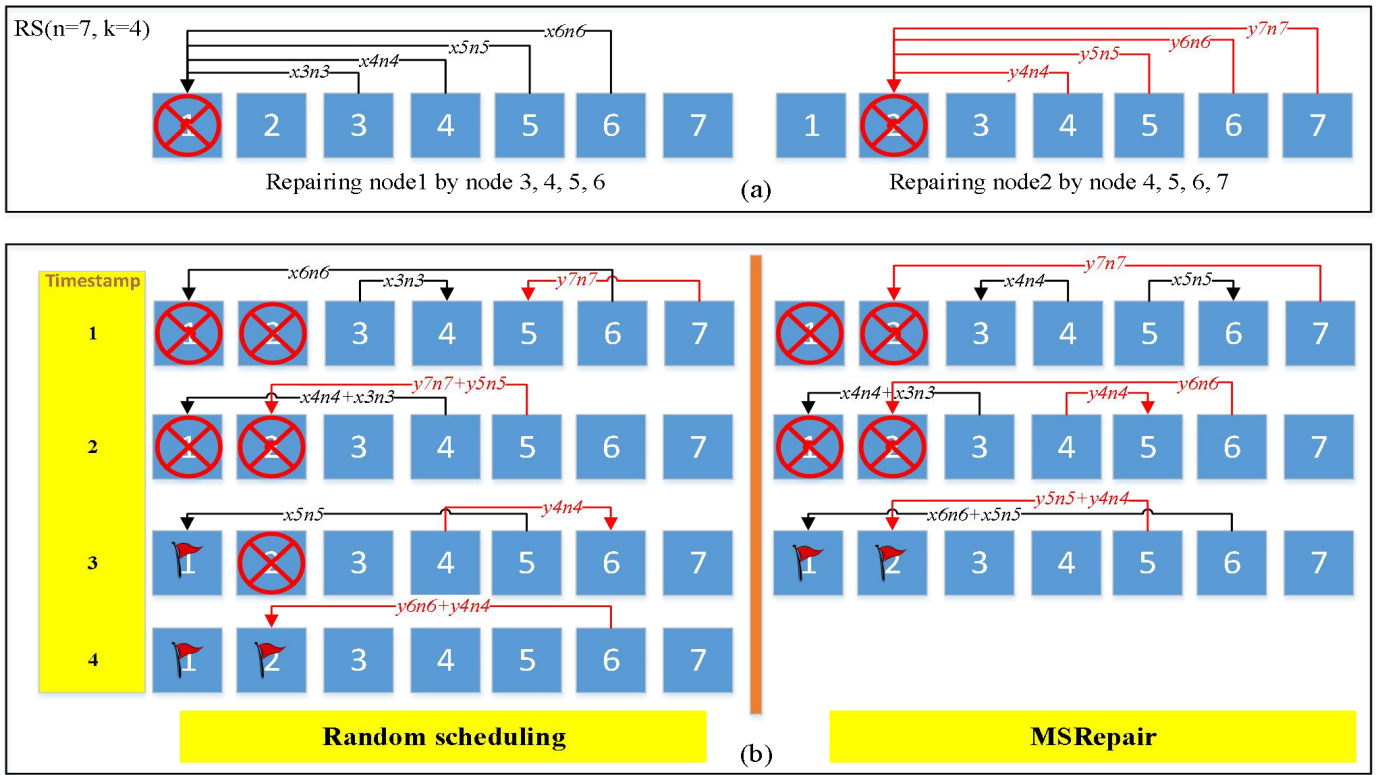 RS(n=7, k=4)
x6n6
x5n5
x4n4
x3n3
1 2 3 4 5 6 7
Repairing node1 by node 3, 4, 5, 6
y7n7
y6n6
y5n5
y4n4
1 2 3 4 5 6 7
Repairing node2 by node 4, 5, 6, 7
(a)
Timestamp
x6n6 x3n3 y7n7
1 1 2 3 4 5 6 7
y7n7+y5n5
x4n4+x3n3
2 1 2 3 4 5 6 7
x5n5 y4n4
3 1 2 3 4 5 6 7
y6n6+y4n4
4 1 2 3 4 5 6 7
Random scheduling
y7n7
x4n4 x5n5
1 2 3 4 5 6 7
y6n6
x4n4+x3n3 y4n4
1 2 3 4 5 6 7
y5n5+y4n4
x6n6+x5n5
1 2 3 4 5 6 7
MSRepair
(b)